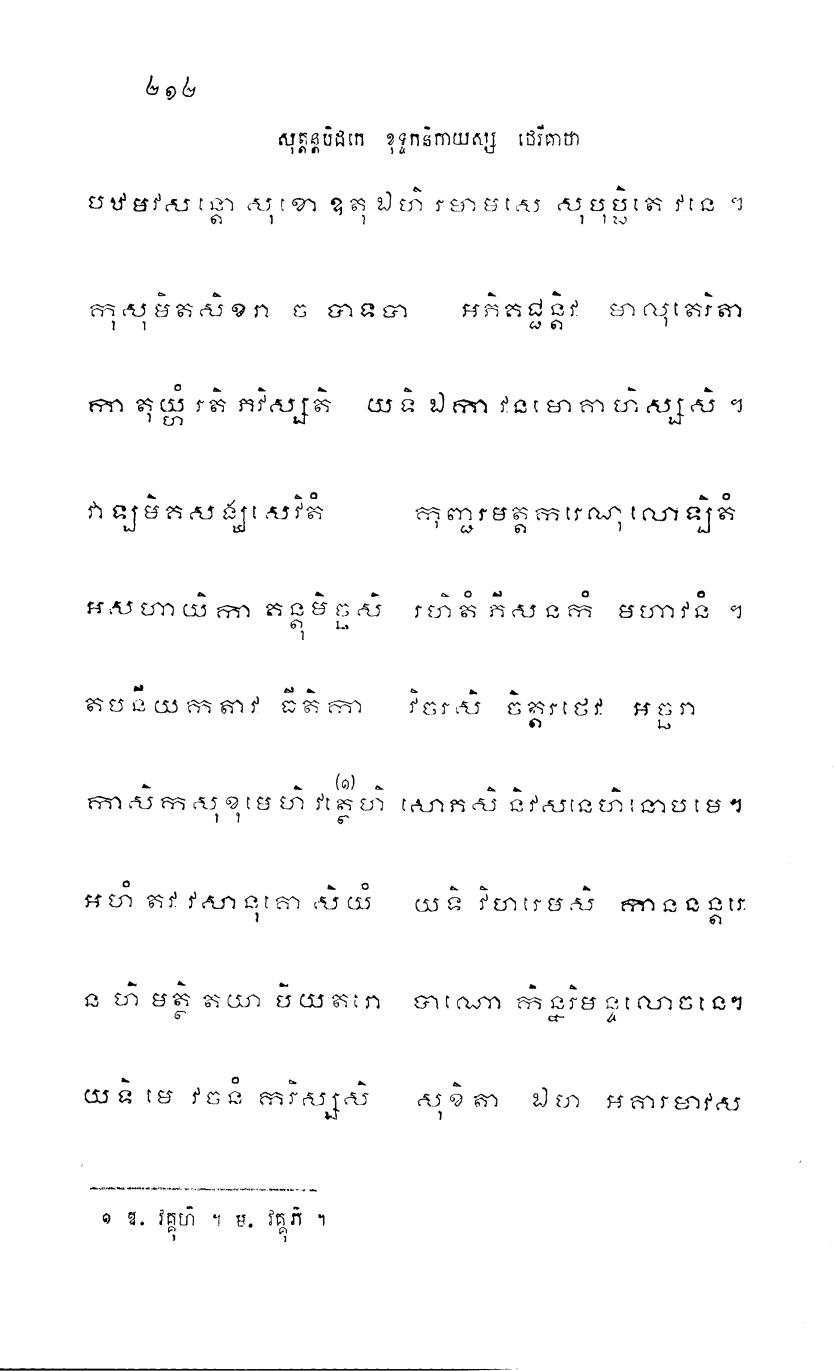 ២១២
សុត្តន្តបិដកេ ខុទ្ទកនិកាយស្ស ថេរីគាថា
បឋមវសន្តោ សុខោ ឧតុ ឯហិ រមាមសេ សុបុប្ផិតេ វនេ ។
កុសុមិតសិខរា ច បាទបា អភិគជ្ជន្តិវ មាលុតេរិតា
កា តុយ្ហំ រតិ ភវិស្សតិ យទិ ឯកា វនមោគាហិស្សសិ ។
វាឡមិគសង្ឃសេវិតំ កុញ្ជរមត្តករេណុលោឡិតំ
អសហាយិកា គន្តុមិច្ឆសិ រហិតំ ភីសនកំ មហាវនំ ។
តបនីយកតាវ ធីតិកា វិចរសិ ចិត្តរថេវ អច្ឆរា
កាសិកសុខុមេហិ វត្ថេហិ (១) សោភសិ និវសនេហិនោបមេ។
អហំ តវ វសានុគោ សិយំ យទិ វិហរេមសិ កាននន្តរេ
ន ហិ មត្ថិ តយា បិយតរោ បាណោ កិន្នរិមន្ទលោចនេ។
យទិ មេ វចនំ ករិស្សសិ សុខិតា ឯហ អគារមាវស
១ ឱ. វគ្គុហិ ។ ម. វគ្គុភិ ។